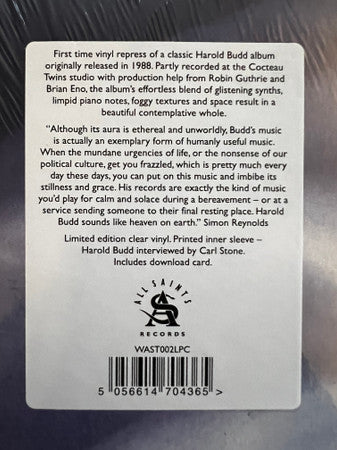 First time vinyl repress of a classic Harold Budd album
originally released in 1988. Partly recorded at the Cocteau
Twins studio with production help from Robin Guthrie and
Brian Eno, the album's effortless blend of glistening synths,
limpid piano notes, foggy textures and space result in a
beautiful contemplative whole.
"Although its aura is ethereal and unworldly, Budd's music
is actually an exemplary form of humanly useful music.
When the mundane urgencies of life, or the nonsense of our
political culture, get you frazzled, which is pretty much every
day these days, you can put on this music and imbibe its
stillness and grace. His records are exactly the kind of music
you'd play for calm and solace during a bereavement – or at a
service sending someone to their final resting place. Harold
Budd sounds like heaven on earth." Simon Reynolds
Limited edition clear vinyl. Printed inner sleeve –
Harold Budd interviewed by Carl Stone.
Includes download card.
ALL SAINTS
SA
RECORDS
WAST002LPC
5 056614 704365 >